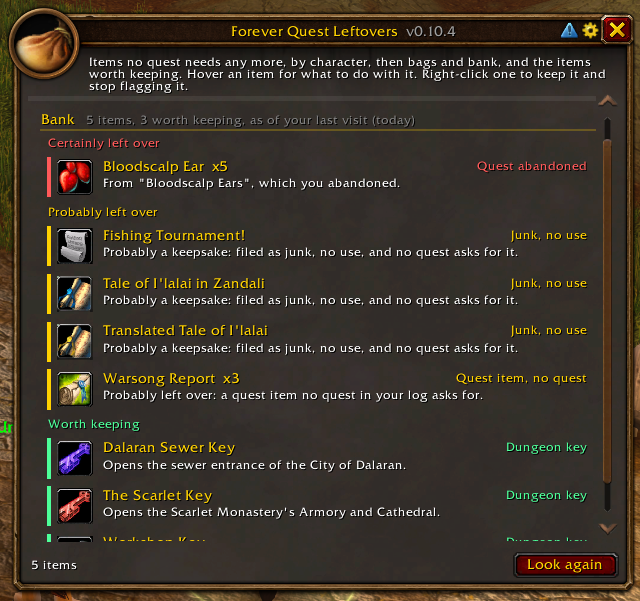 Forever Quest Leftovers v0.10.4
Items no quest needs any more, by character, then bags and bank, and the items
worth keeping. Hover an item for what to do with it. Right-click one to keep it and
stop flagging it.
Bank 5 items, 3 worth keeping, as of your last visit (today)
Certainly left over
Bloodscalp Ear x5
Quest abandoned
From "Bloodscalp Ears", which you abandoned.
Probably left over
Fishing Tournament!
Junk, no use
Probably a keepsake: filed as junk, no use, and no quest asks for it.
Tale of I'lalai in Zandali
Junk, no use
Probably a keepsake: filed as junk, no use, and no quest asks for it.
Translated Tale of I'lalai
Junk, no use
Probably a keepsake: filed as junk, no use, and no quest asks for it.
Warsong Report x3
Quest item, no quest
Probably left over: a quest item no quest in your log asks for.
Worth keeping
Dalaran Sewer Key
Dungeon key
Opens the sewer entrance of the City of Dalaran.
The Scarlet Key
Dungeon key
Opens the Scarlet Monastery's Armory and Cathedral.
Workshop Key
Dungeon key
5 items
Look again